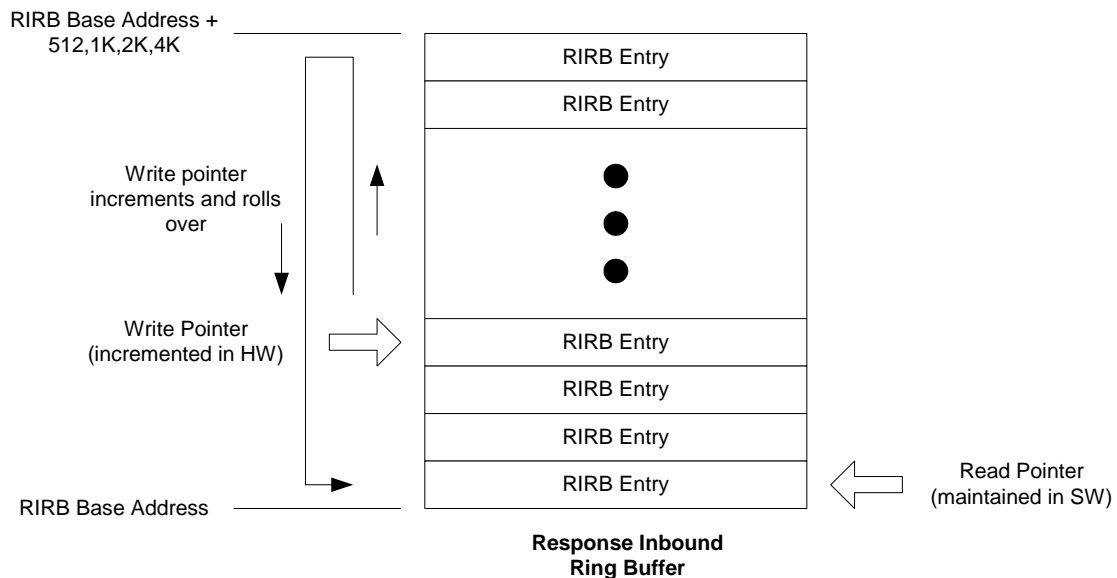 RIRB Base Address +
512,1K,2K,4K
RIRB Entry
RIRB Entry
Write pointer
increments and rolls
over
Write Pointer
(incremented in HW)
RIRB Entry
RIRB Entry
RIRB Entry
RIRB Entry
Read Pointer
(maintained in SW)
RIRB Base Address
Response Inbound
Ring Buffer